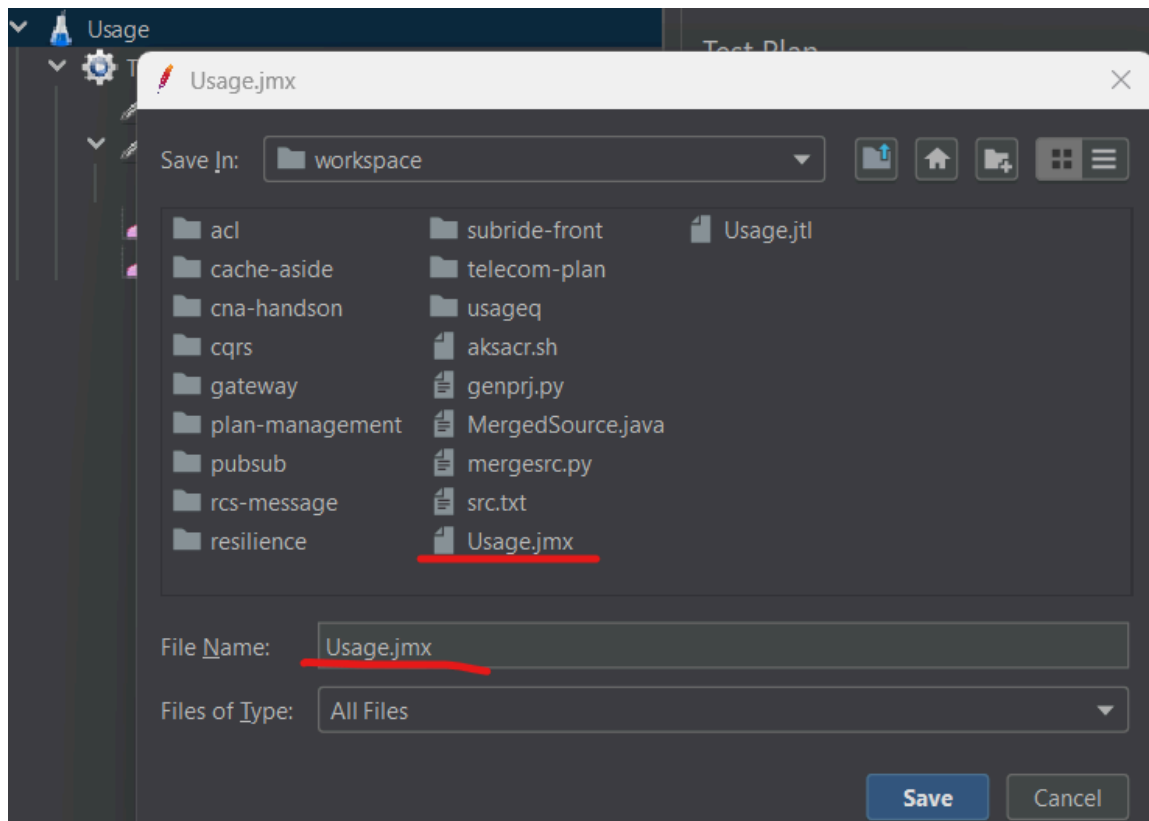 Usage
Test Plan
T
Usage.jmx
Save In: workspace
acl
cache-aside
cna-handson
cqrs
gateway
plan-management
pubsub
rcs-message
resilience
subride-front
telecom-plan
usageq
aksacr.sh
genprj.py
MergedSource.java
mergesrc.py
src.txt
Usage.jmx
Usage.jtl
File Name: Usage.jmx
Files of Type: All Files
Save Cancel